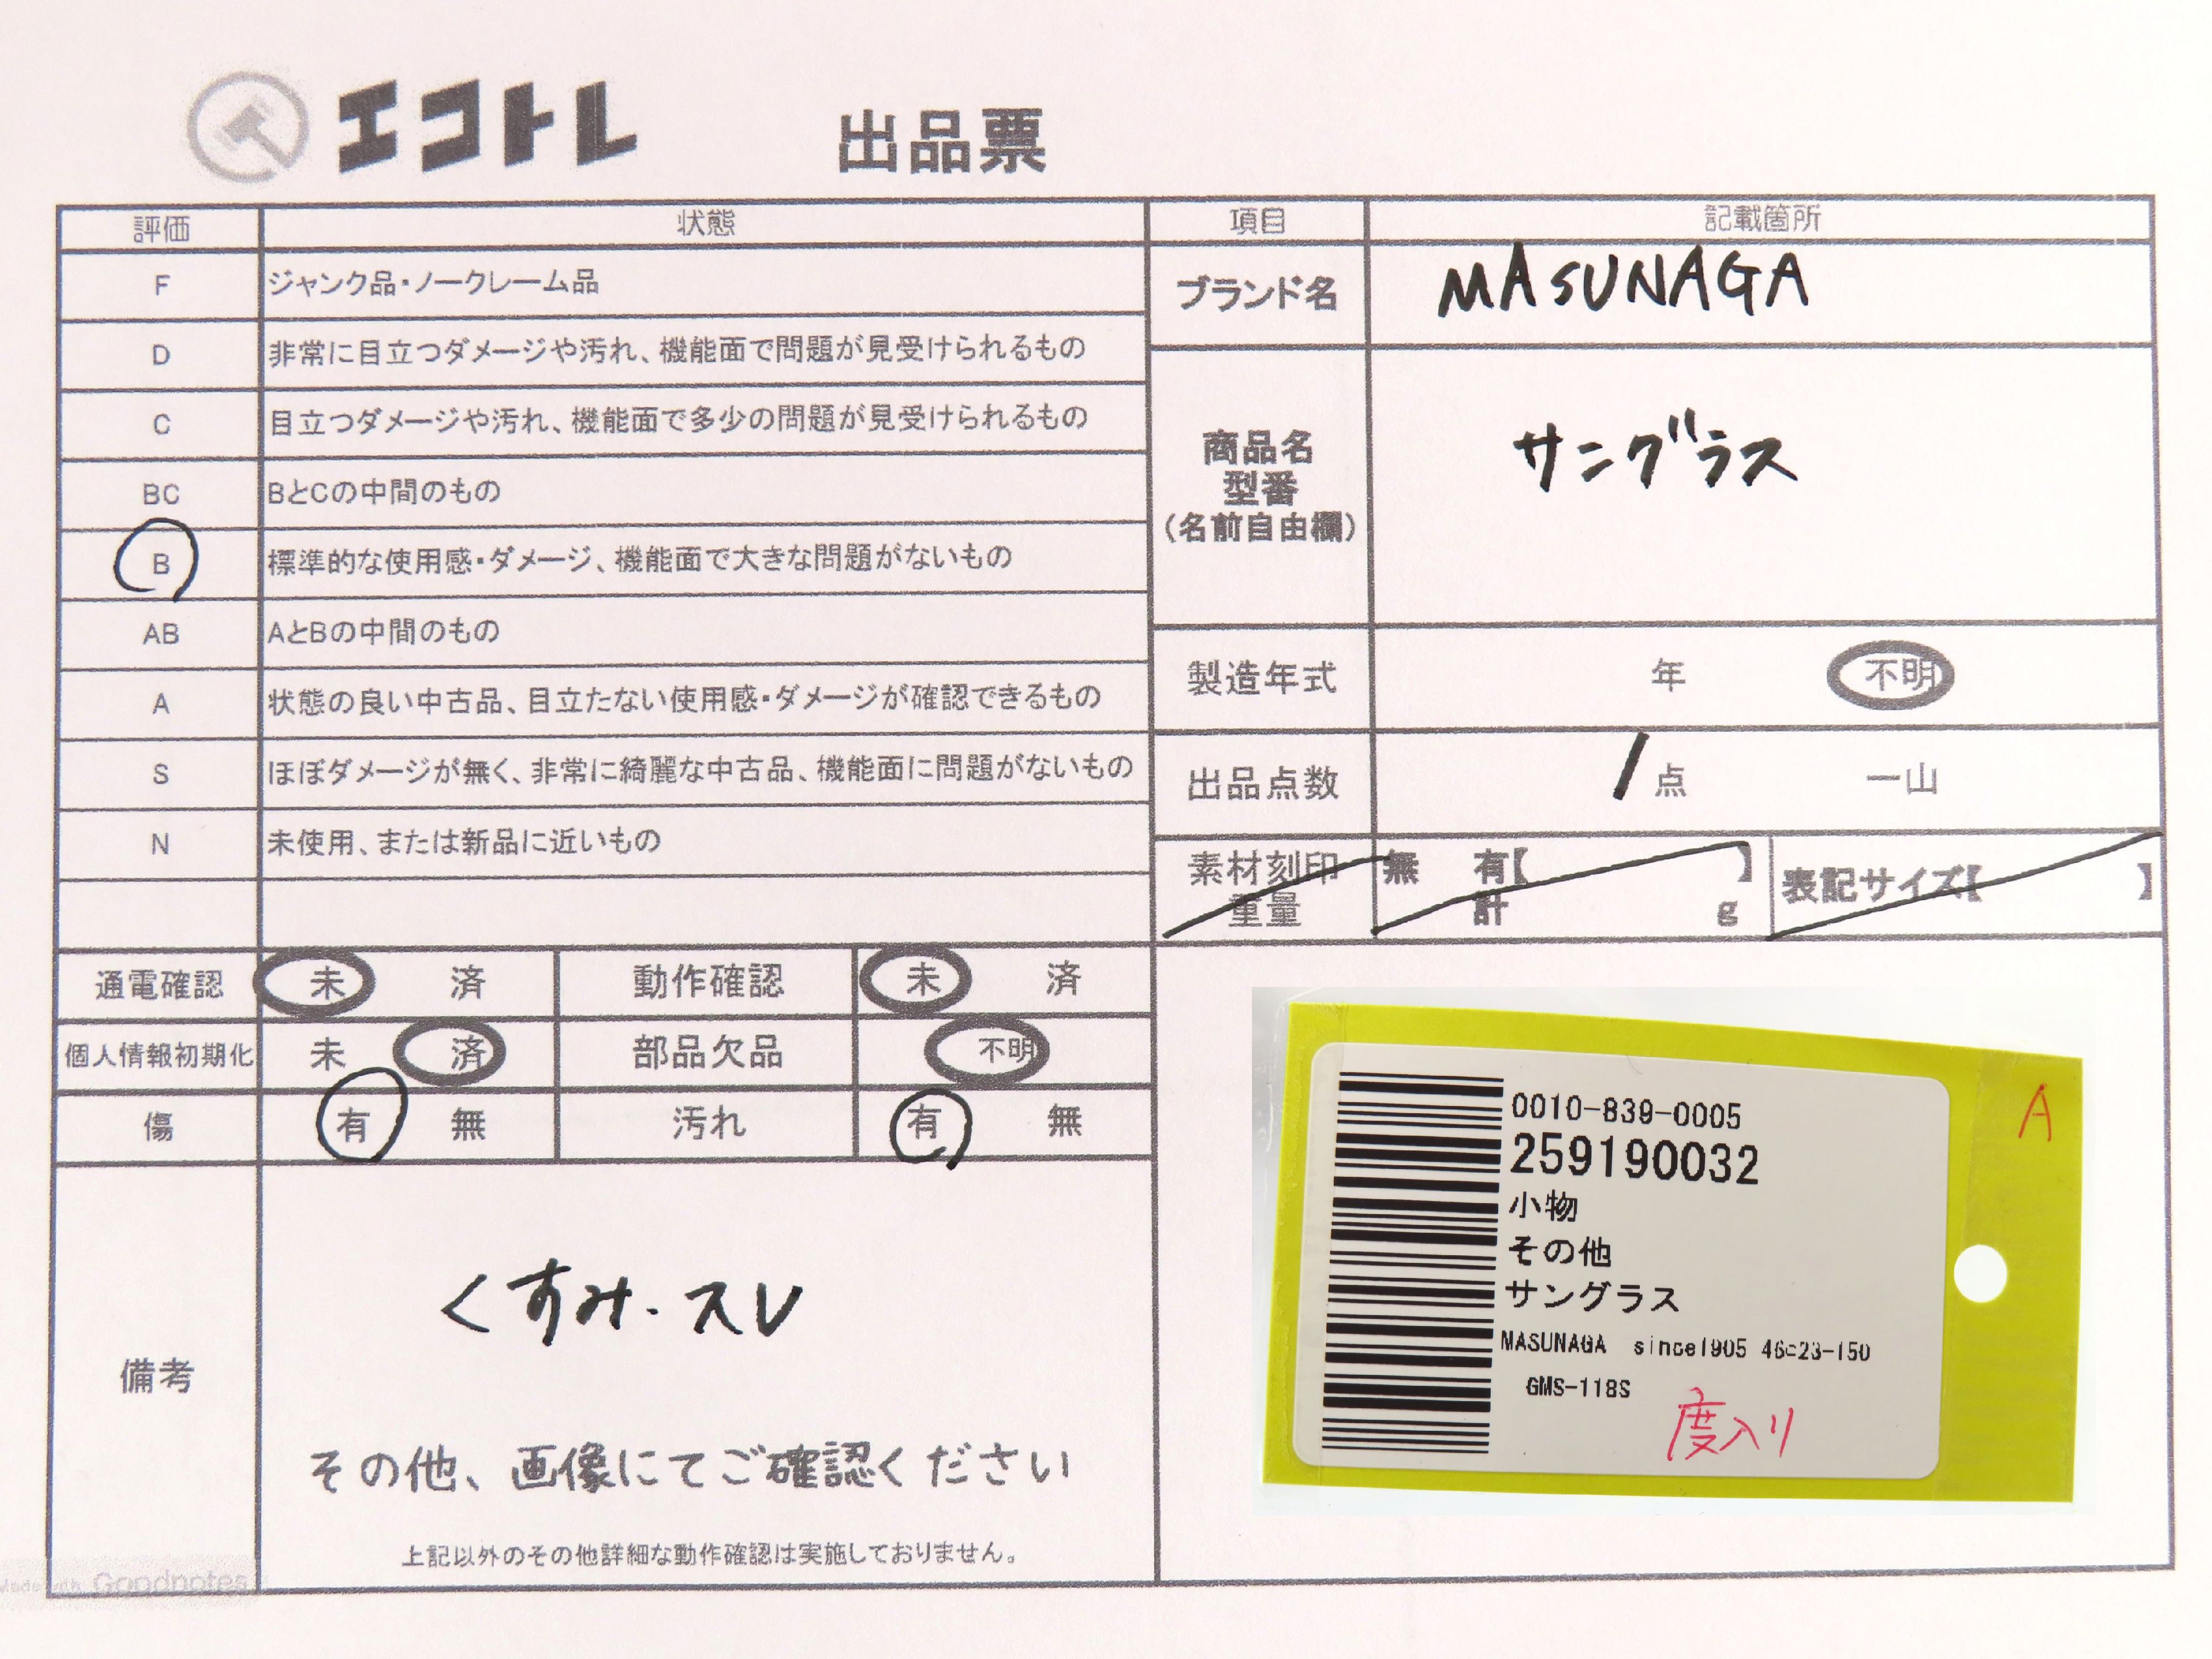 エコトレ 出品票
評価 状態
F ジャンク品・ノークレーム品
D 非常に目立つダメージや汚れ、機能面で問題が見受けられるもの
C 目立つダメージや汚れ、機能面で多少の問題が見受けられるもの
BC BとCの中間のもの
B 標準的な使用感・ダメージ、機能面で大きな問題がないもの
AB AとBの中間のもの
A 状態の良い中古品、目立たない使用感・ダメージが確認できるもの
S ほぼダメージが無く、非常に綺麗な中古品、機能面に問題がないもの
N 未使用、または新品に近いもの
項目 記載箇所
ブランド名 MASUNAGA
商品名
型番
(名前自由欄)
サングラス
製造年式 年 不明
出品点数 1点 一山
素材刻印 無 有【 】 表記サイズ【 】
重量 計 g
通電確認 未 済 動作確認 未 済
個人情報初期化 未 済 部品欠品 不明
傷 有 無 汚れ 有 無
備考
くすみ・スレ
その他、画像にてご確認ください
上記以外のその他詳細な動作確認は実施しておりません。
Made with Goodnotes
A
0010-839-0005
259190032
小物
その他
サングラス
MASUNAGA since1905 46□23-150
GMS-118S
度入り